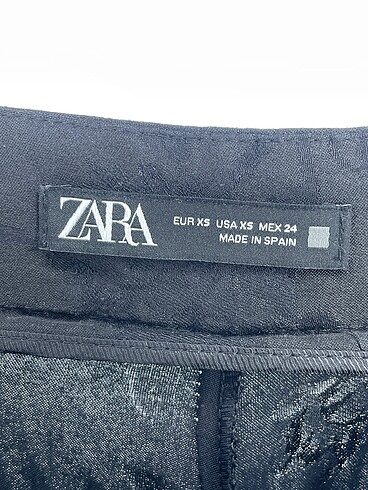 ZARA
EUR XS USA XS MEX 24
MADE IN SPAIN